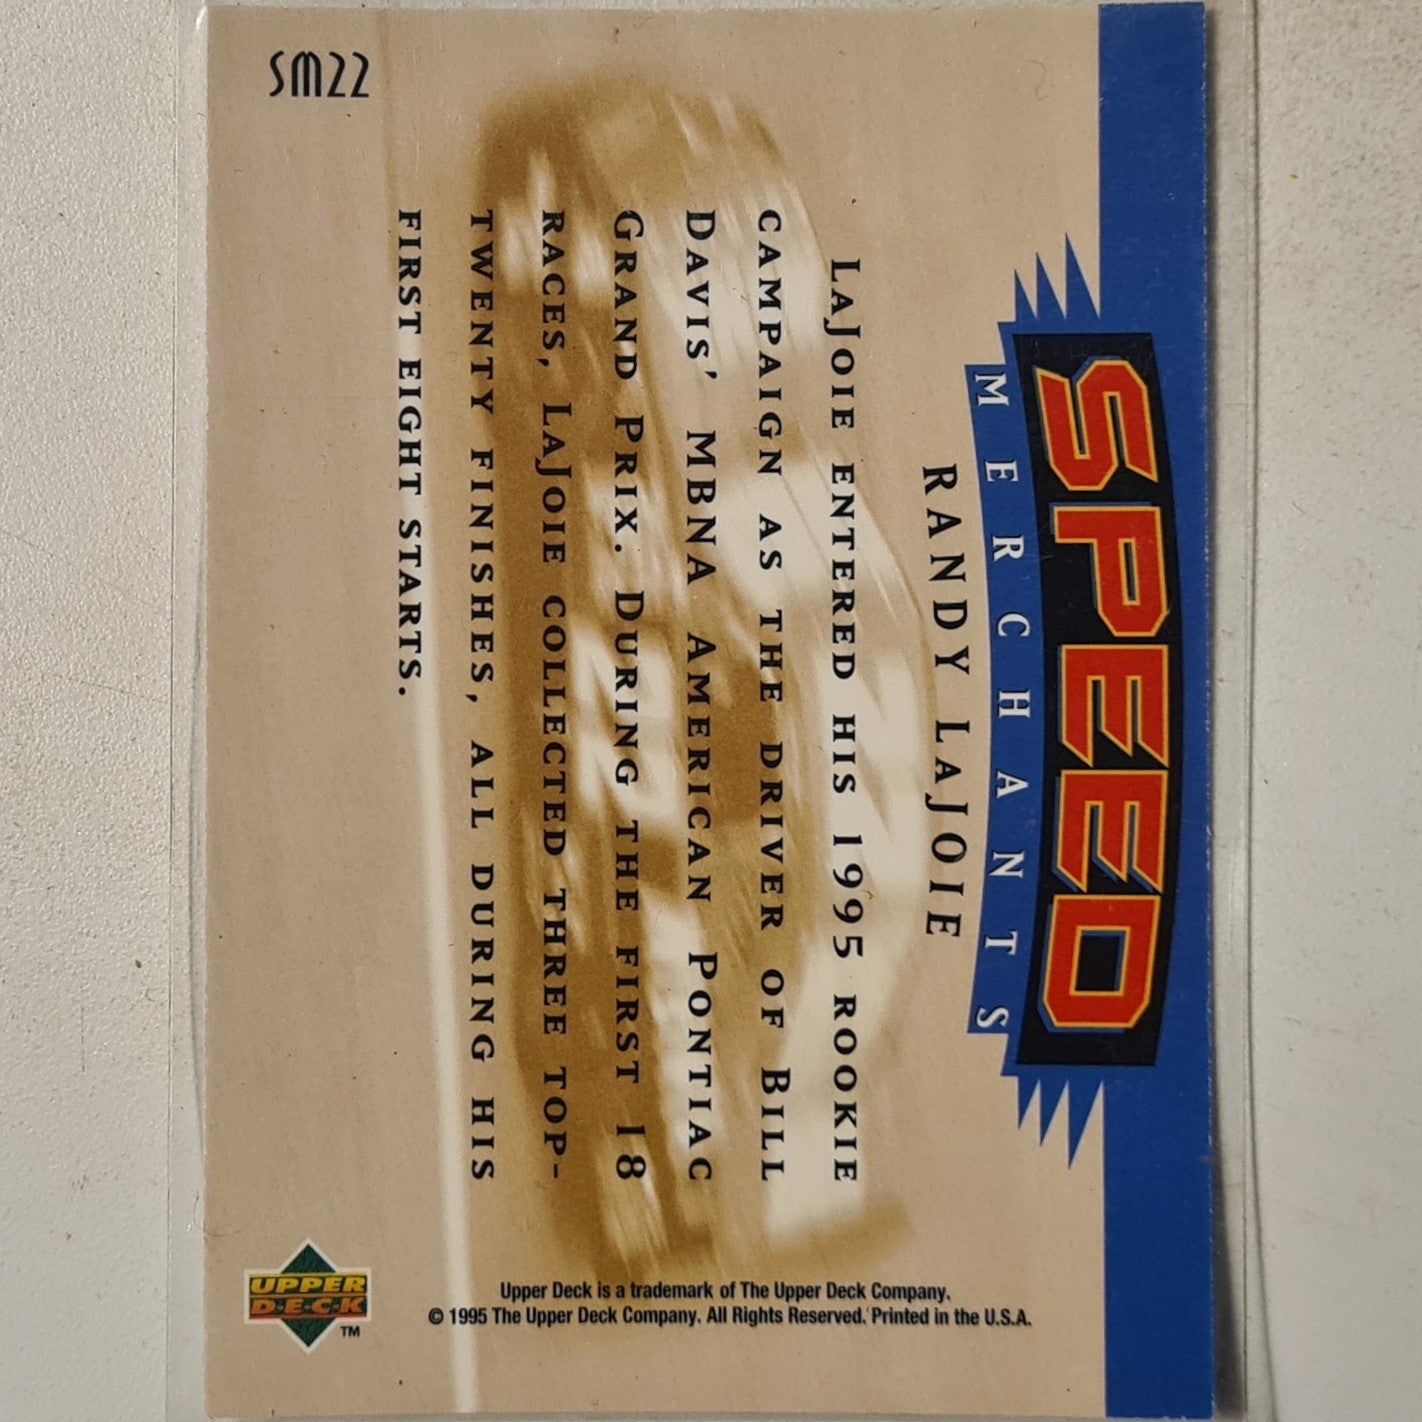 SM22
SPEED
MERCHANTS
RANDY LAJOIE
LAJOIE ENTERED HIS 1995 ROOKIE
CAMPAIGN AS THE DRIVER OF BILL
DAVIS' MBNA AMERICAN PONTIAC
GRAND PRIX. DURING THE FIRST 18
RACES, LAJOIE COLLECTED THREE TOP-
TWENTY FINISHES, ALL DURING HIS
FIRST EIGHT STARTS.
Upper Deck is a trademark of The Upper Deck Company.
© 1995 The Upper Deck Company. All Rights Reserved. Printed in the U.S.A.
UPPER
D·E·C·K
™